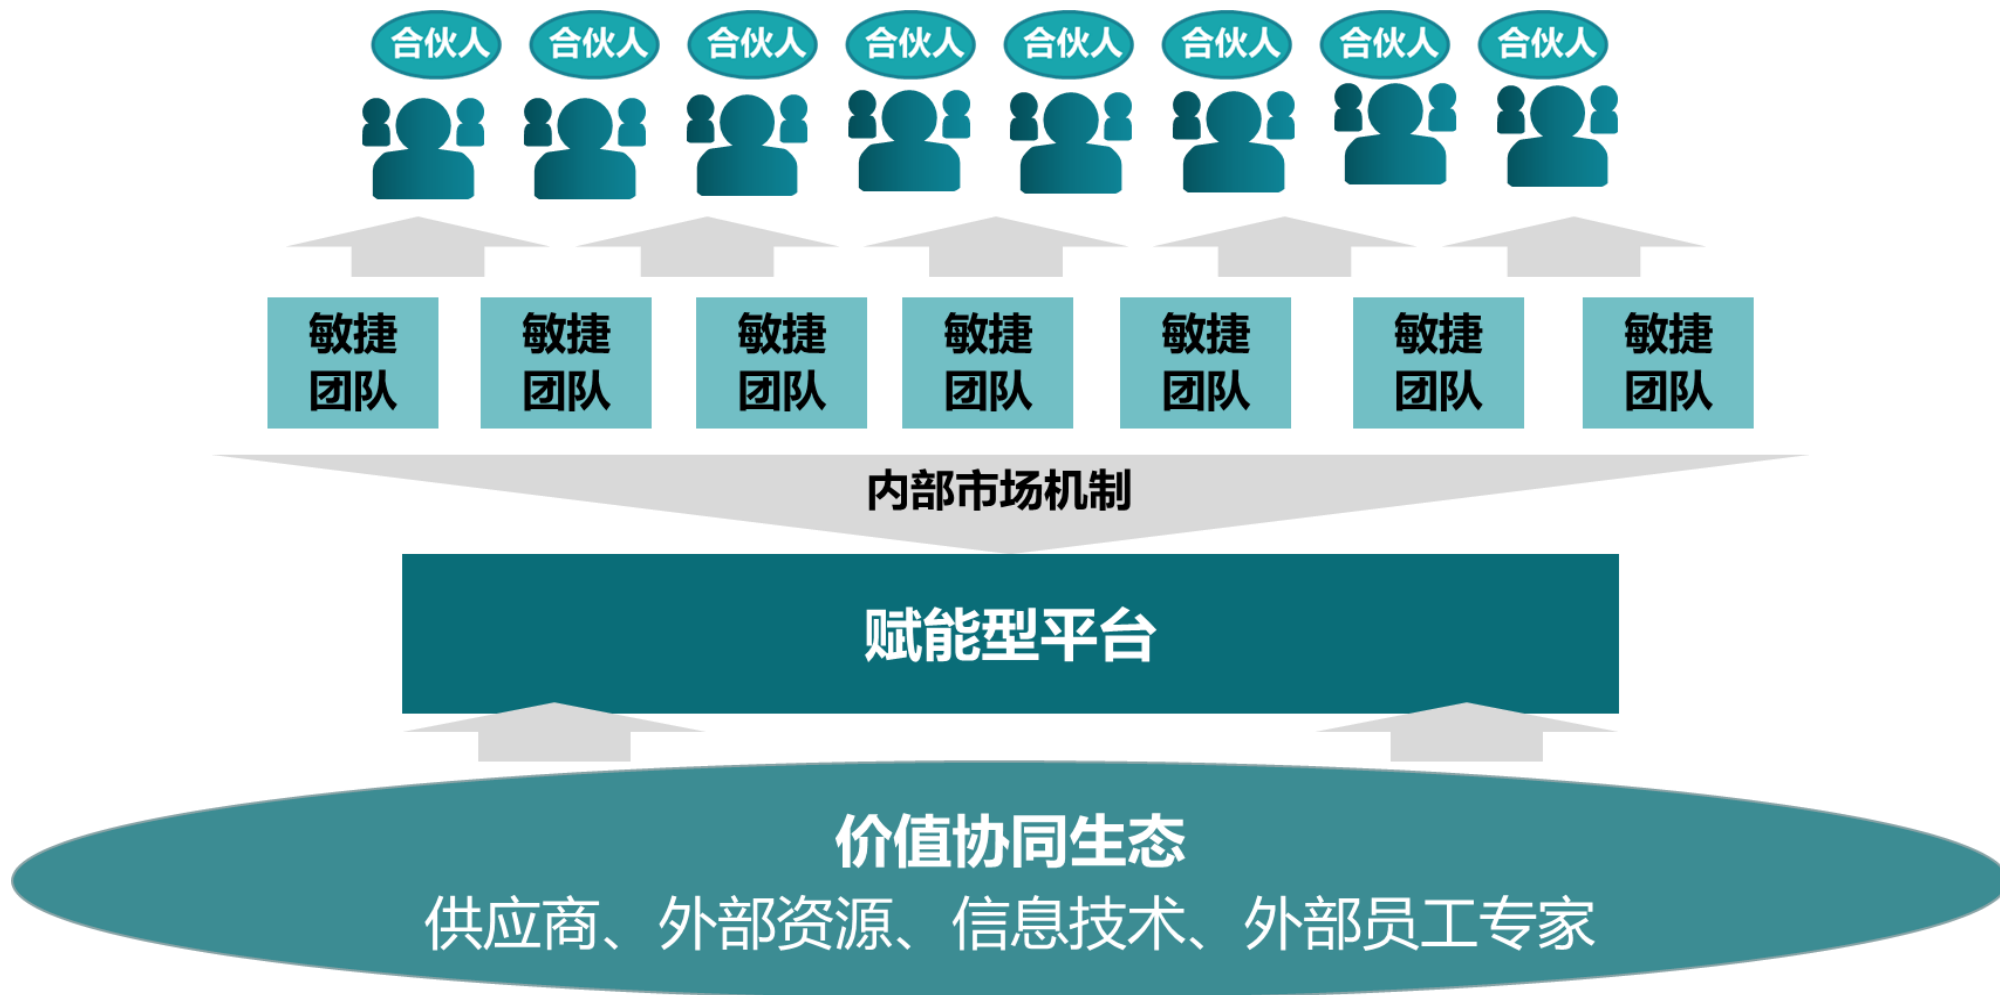 合伙人 合伙人 合伙人 合伙人 合伙人 合伙人 合伙人 合伙人
敏捷 敏捷 敏捷 敏捷 敏捷 敏捷 敏捷
团队 团队 团队 团队 团队 团队 团队
内部市场机制
赋能型平台
价值协同生态
供应商、外部资源、信息技术、外部员工专家